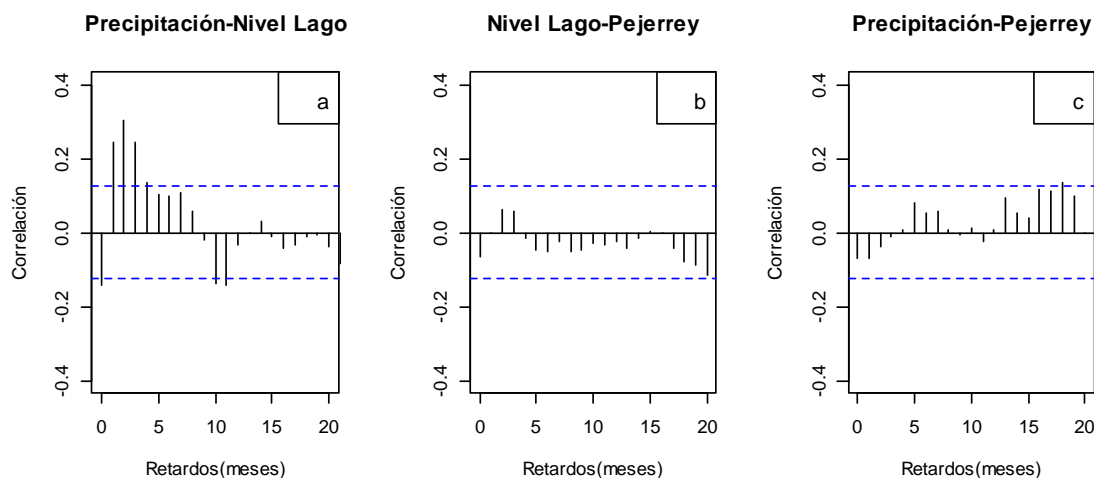 Precipitación-Nivel Lago
a
0.4
0.2
0.0
-0.2
-0.4
Correlación
0 5 10 15 20
Retardos(meses)
Nivel Lago-Pejerrey
b
0.4
0.2
0.0
-0.2
-0.4
Correlación
0 5 10 15 20
Retardos(meses)
Precipitación-Pejerrey
c
0.4
0.2
0.0
-0.2
-0.4
Correlación
0 5 10 15 20
Retardos(meses)